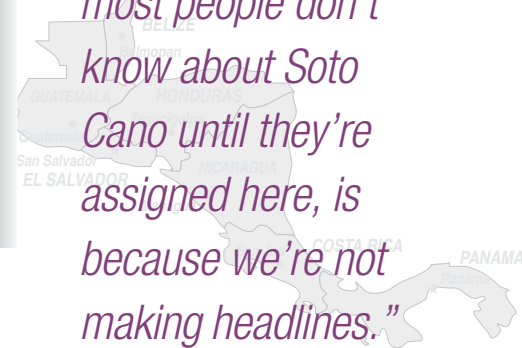 most people don't
BELIZE
Belmopan
know about Soto
GUATEMALA HONDURAS
Cano until they're
San Salvador
NICARAGUA
EL SALVADOR
assigned here, is
COSTA RICA
because we're not
PANAMA
Panama
making headlines."